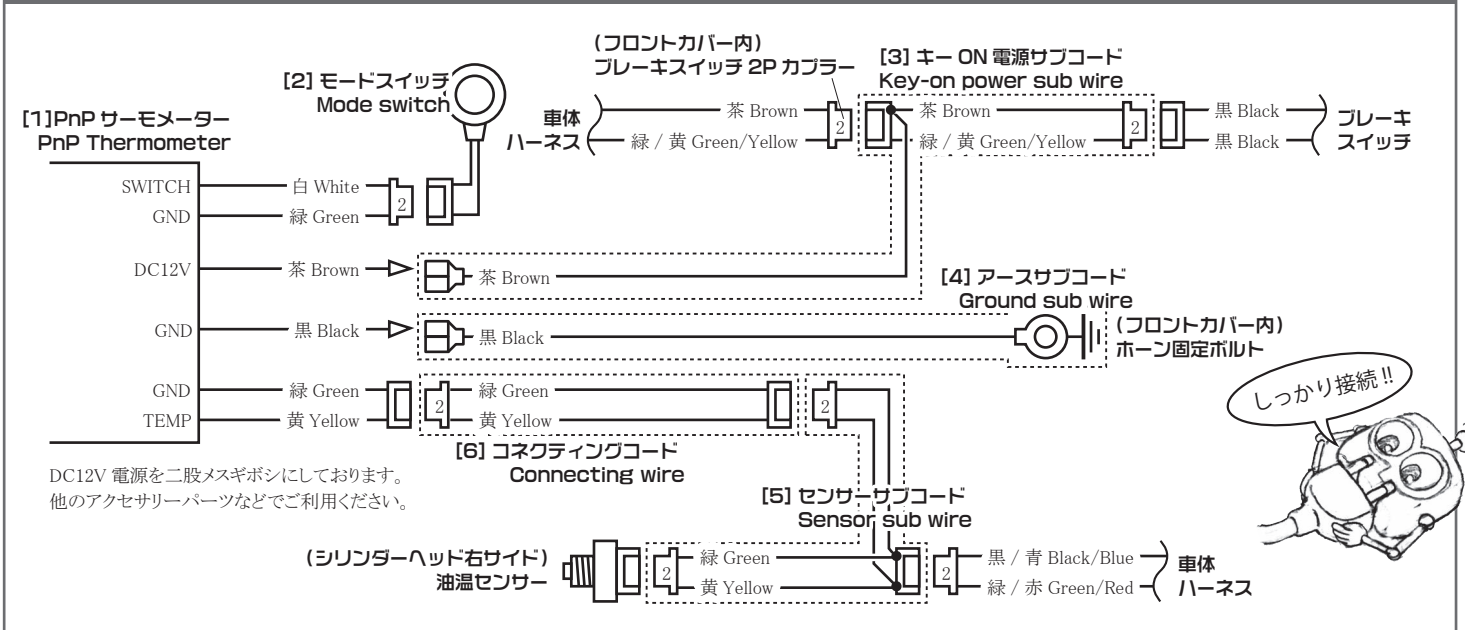 [1]PnP サーモメーター
PnP Thermometer
SWITCH
GND
DC12V
GND
GND
TEMP
白 White
緑 Green
茶 Brown
黒 Black
緑 Green
黄 Yellow
2
[2] モードスイッチ
Mode switch
(フロントカバー内)
ブレーキスイッチ 2P カプラー
車体
ハーネス
茶 Brown
緑 / 黄 Green/Yellow
2
[3] キー ON 電源サブコード
Key-on power sub wire
茶 Brown
緑 / 黄 Green/Yellow
2
黒 Black
黒 Black
ブレーキ
スイッチ
茶 Brown
[4] アースサブコード
Ground sub wire
黒 Black
(フロントカバー内)
ホーン固定ボルト
2
緑 Green
黄 Yellow
2
[6] コネクティングコード
Connecting wire
[5] センサーサブコード
Sensor sub wire
DC12V 電源を二股メスギボシにしております。
他のアクセサリーパーツなどでご利用ください。
(シリンダーヘッド右サイド)
油温センサー
2
緑 Green
黄 Yellow
2
黒 / 青 Black/Blue
緑 / 赤 Green/Red
車体
ハーネス
しっかり接続!!